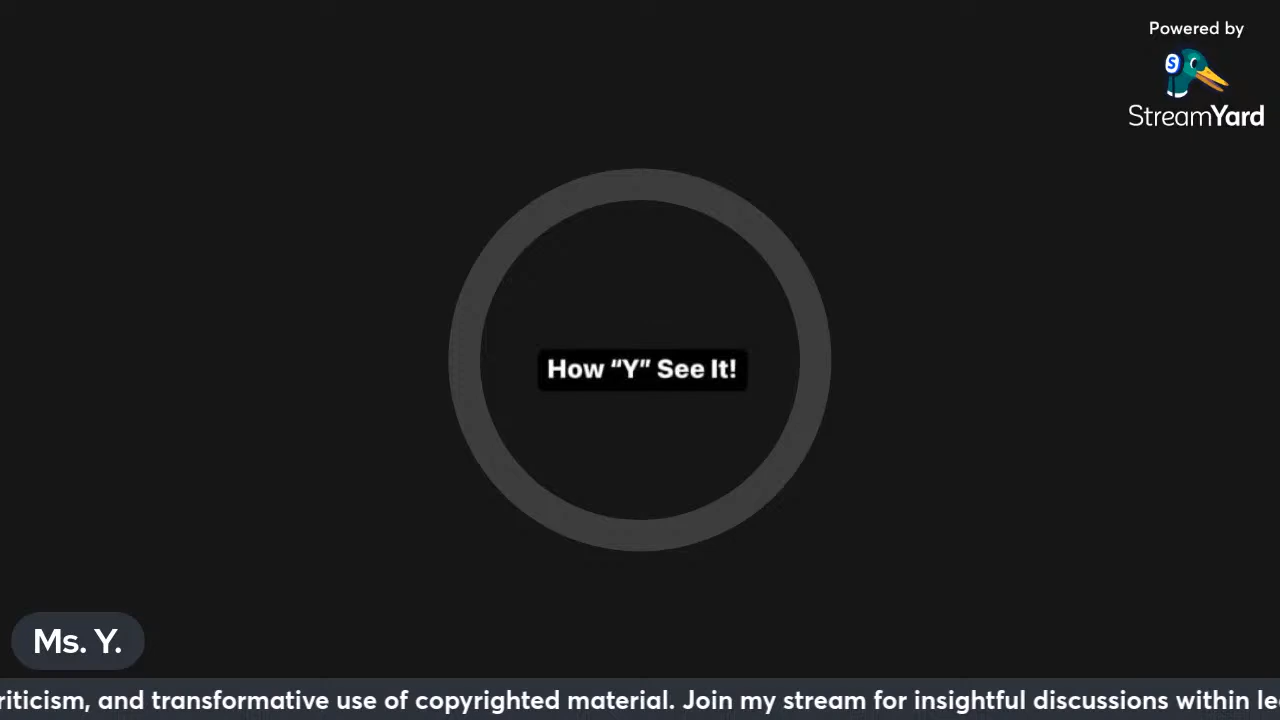 Powered by
S
StreamYard
How “Y” See It!
Ms. Y.
riticism, and transformative use of copyrighted material. Join my stream for insightful discussions within le